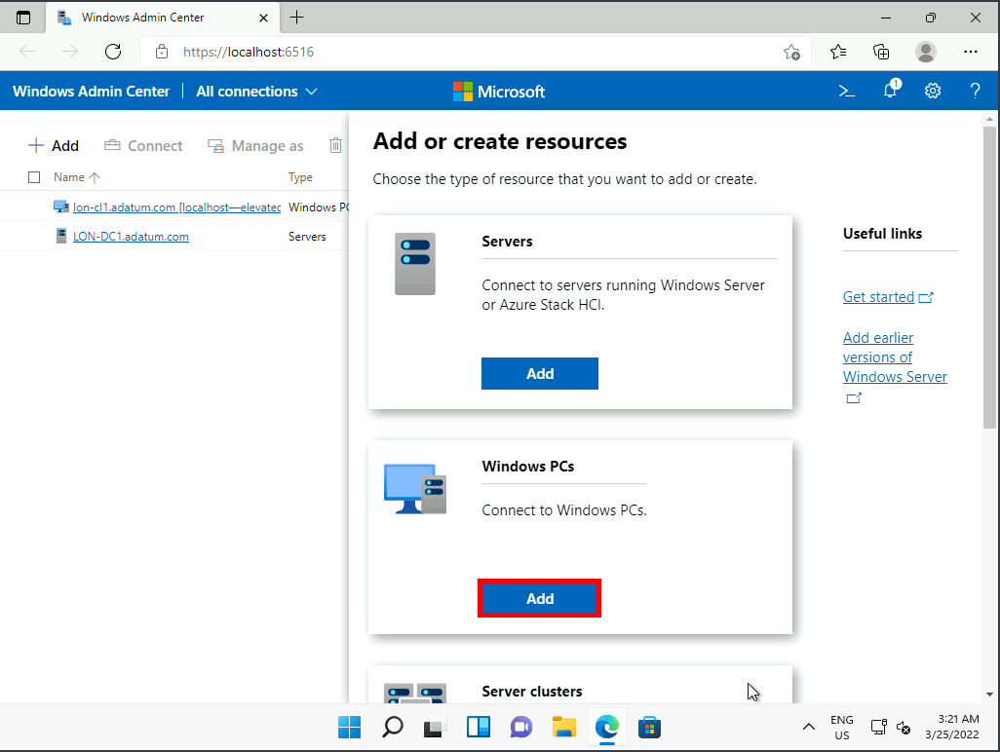 Windows Admin Center
https://localhost:6516
Windows Admin Center All connections Microsoft 1 ?
Add Connect Manage as
Name Type
lon-cl1.adatum.com [localhost—elevated Windows PC
LON-DC1.adatum.com Servers
Add or create resources
Choose the type of resource that you want to add or create.
Servers
Connect to servers running Windows Server
or Azure Stack HCI.
Add
Windows PCs
Connect to Windows PCs.
Add
Server clusters
Useful links
Get started
Add earlier
versions of
Windows Server
ENG
US
3:21 AM
3/25/2022